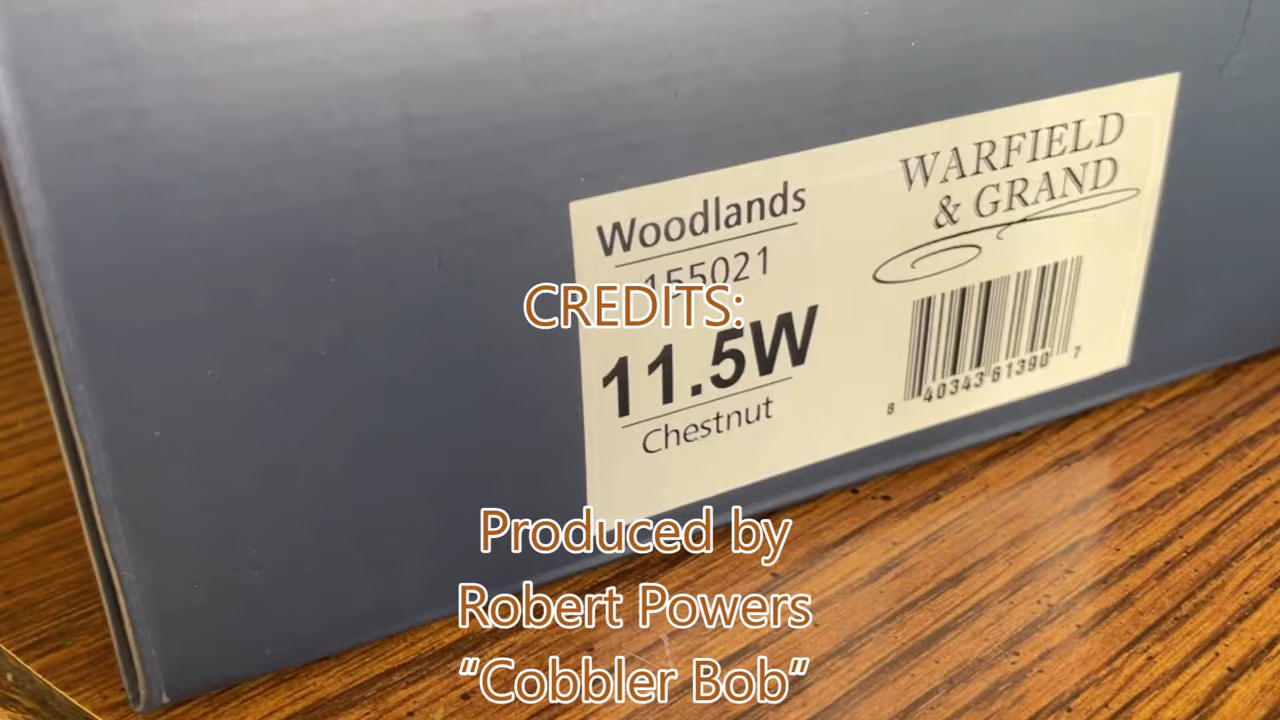 Woodlands
155021
11.5W
Chestnut
WARFIELD
& GRAND
8 40343 61390 7
CREDITS:
Produced by
Robert Powers
“Cobbler Bob”